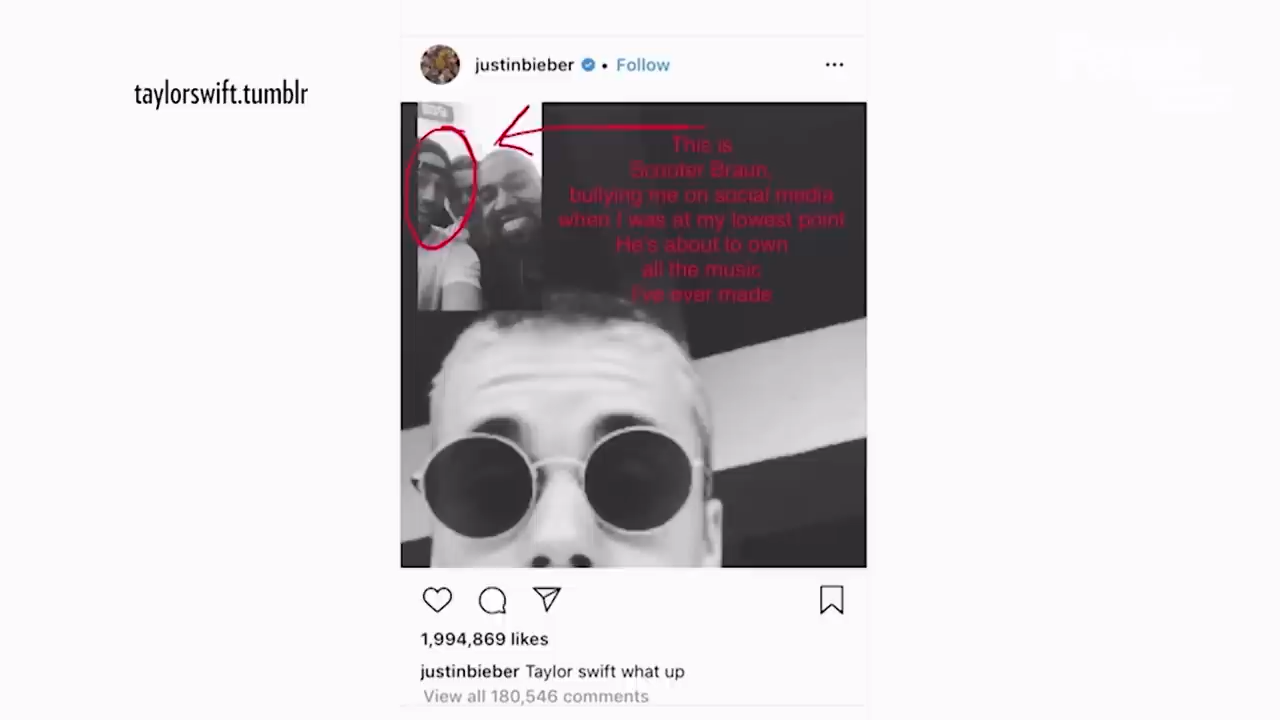 taylorswift.tumblr
justinbieber • Follow
This is
Scooter Braun,
bullying me on social media
when I was at my lowest point
He's about to own
all the music
I've ever made
1,994,869 likes
justinbieber Taylor swift what up
View all 180,546 comments